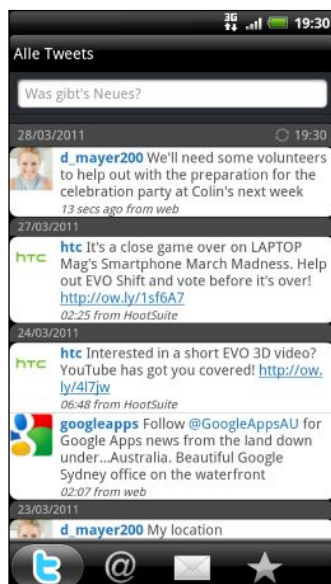 3G 19:30
Alle Tweets
Was gibt's Neues?
28/03/2011 19:30
d_mayer200 We'll need some volunteers
to help out with the preparation for the
celebration party at Colin's next week
13 secs ago from web
27/03/2011
htc
htc It's a close game over on LAPTOP
Mag's Smartphone March Madness. Help
out EVO Shift and vote before it's over!
http://ow.ly/1sf6A7
02:25 from HootSuite
24/03/2011
htc
htc Interested in a short EVO 3D video?
YouTube has got you covered! http://ow.
ly/4l7jw
06:48 from HootSuite
googleapps Follow @GoogleAppsAU for
Google Apps news from the land down
under...Australia. Beautiful Google
Sydney office on the waterfront
02:07 from web
23/03/2011
d_mayer200 My location
@